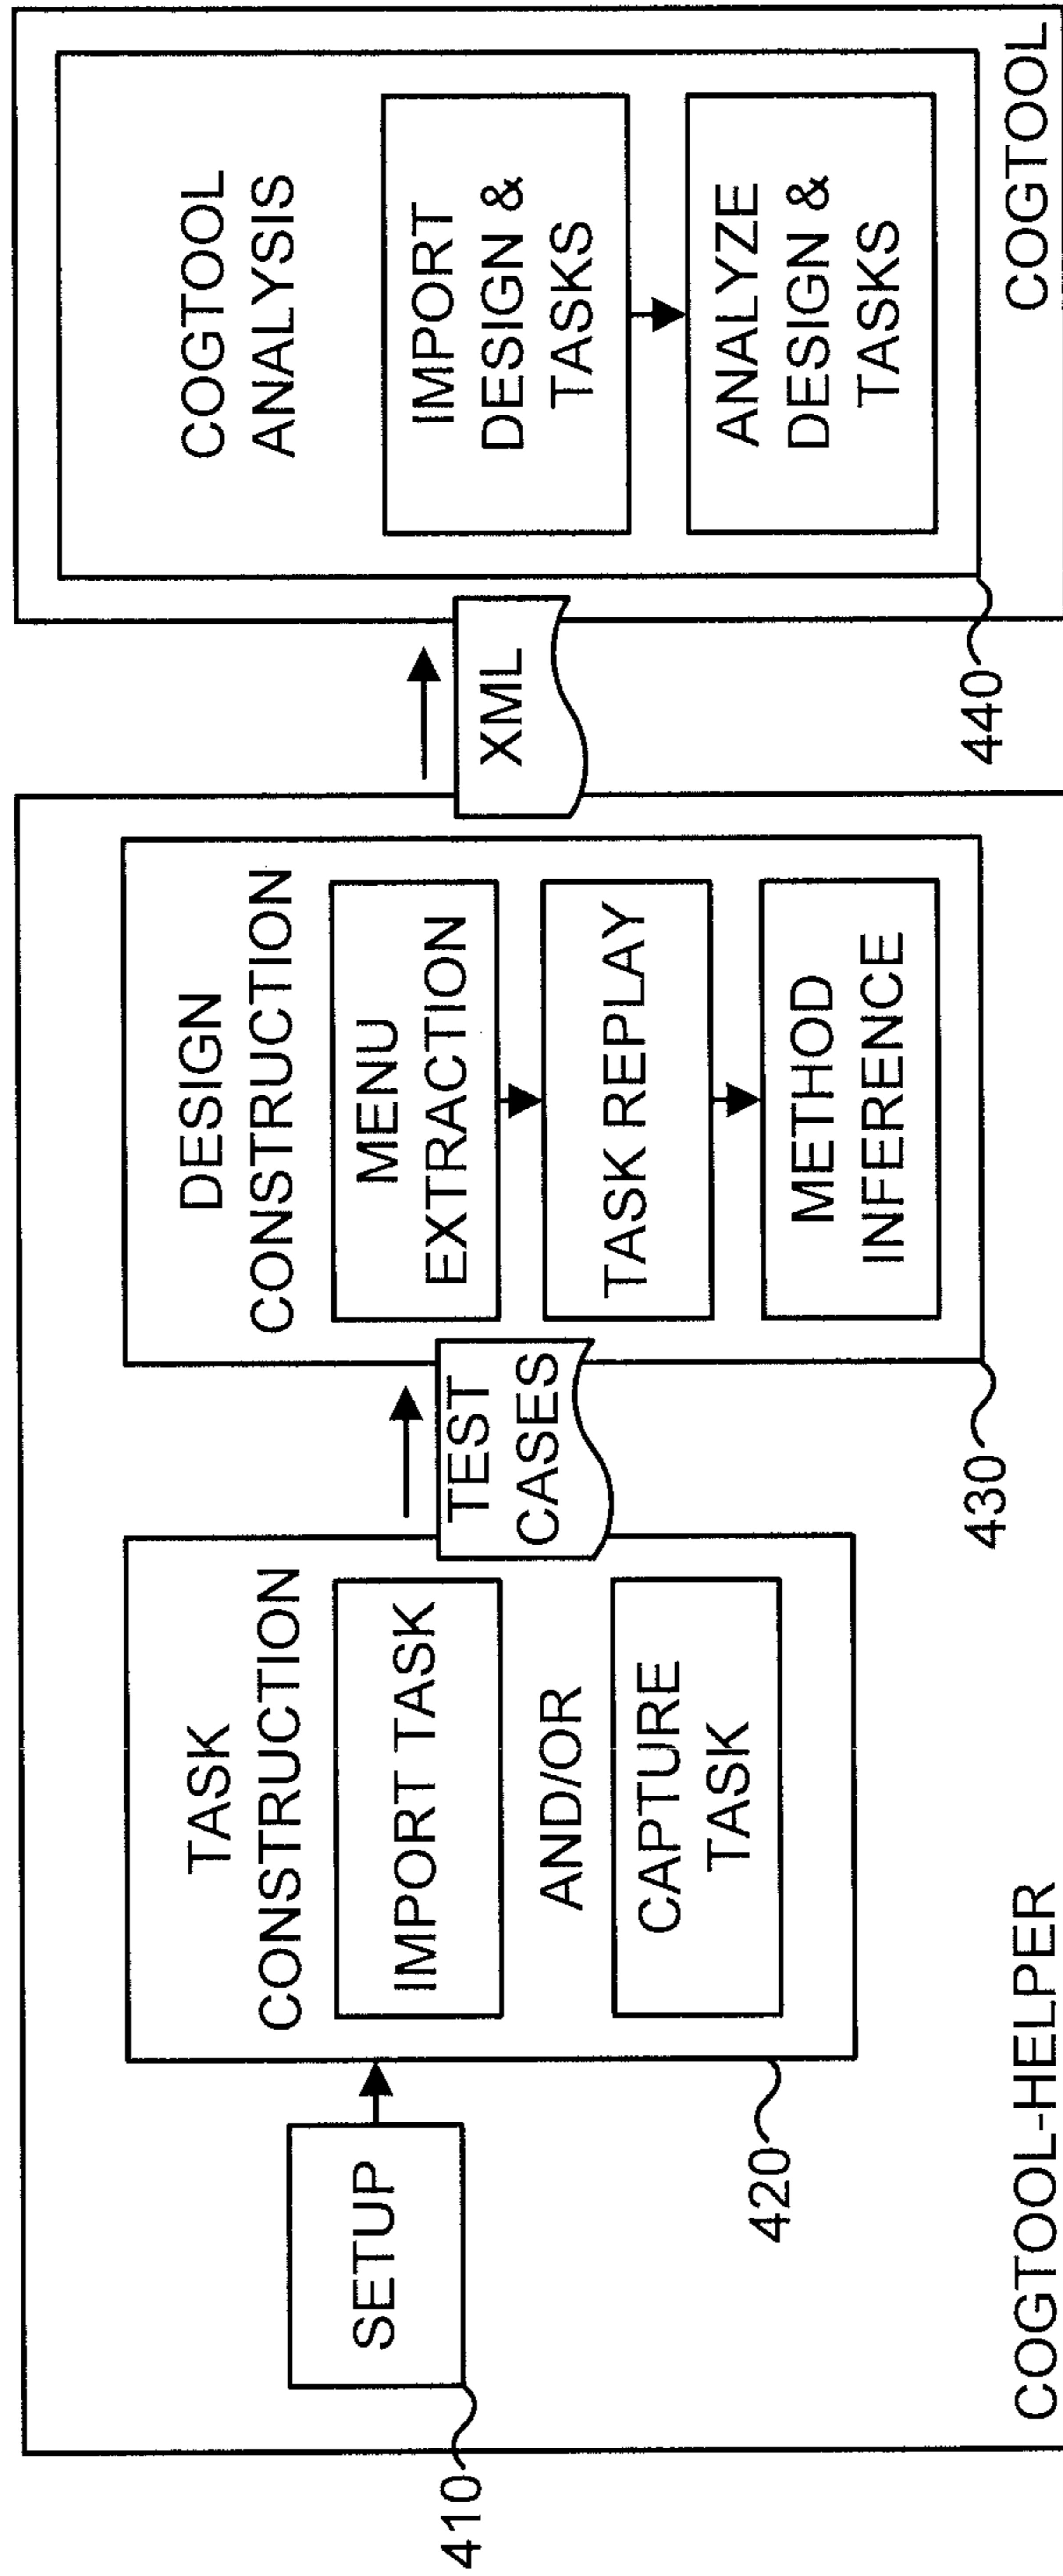 SETUP
410
TASK
CONSTRUCTION
IMPORT TASK
AND/OR
CAPTURE
TASK
420
TEST
CASES
DESIGN
CONSTRUCTION
MENU
EXTRACTION
TASK REPLAY
METHOD
INFERENCE
430
COGTOOL-HELPER
XML
COGTOOL
ANALYSIS
IMPORT
DESIGN &
TASKS
ANALYZE
DESIGN &
TASKS
440
COGTOOL